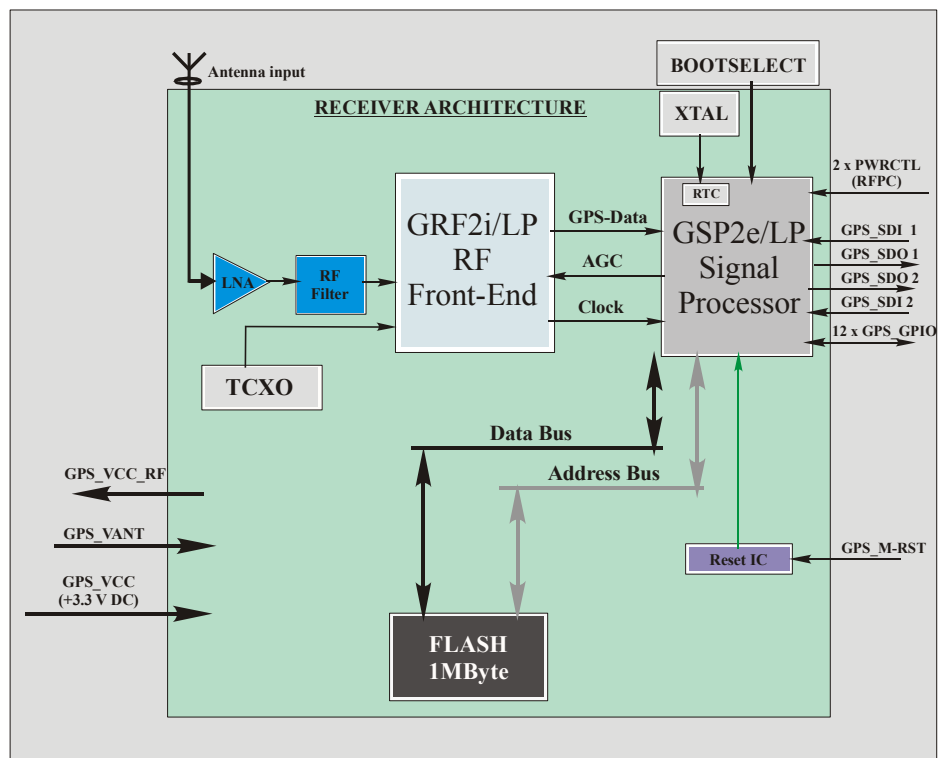 Antenna input
BOOTSELECT
RECEIVER ARCHITECTURE
XTAL
RTC
2 x PWRCTL
(RFPC)
GRF2i/LP
RF
Front-End
GPS-Data
AGC
Clock
GSP2e/LP
Signal
Processor
GPS_SDI 1
GPS_SDO 1
GPS_SDO 2
GPS_SDI 2
12 x GPS_GPIO
LNA
RF
Filter
TCXO
Data Bus
Address Bus
GPS_VCC_RF
GPS_VANT
GPS_VCC
(+3.3 V DC)
Reset IC
GPS_M-RST
FLASH
1MByte